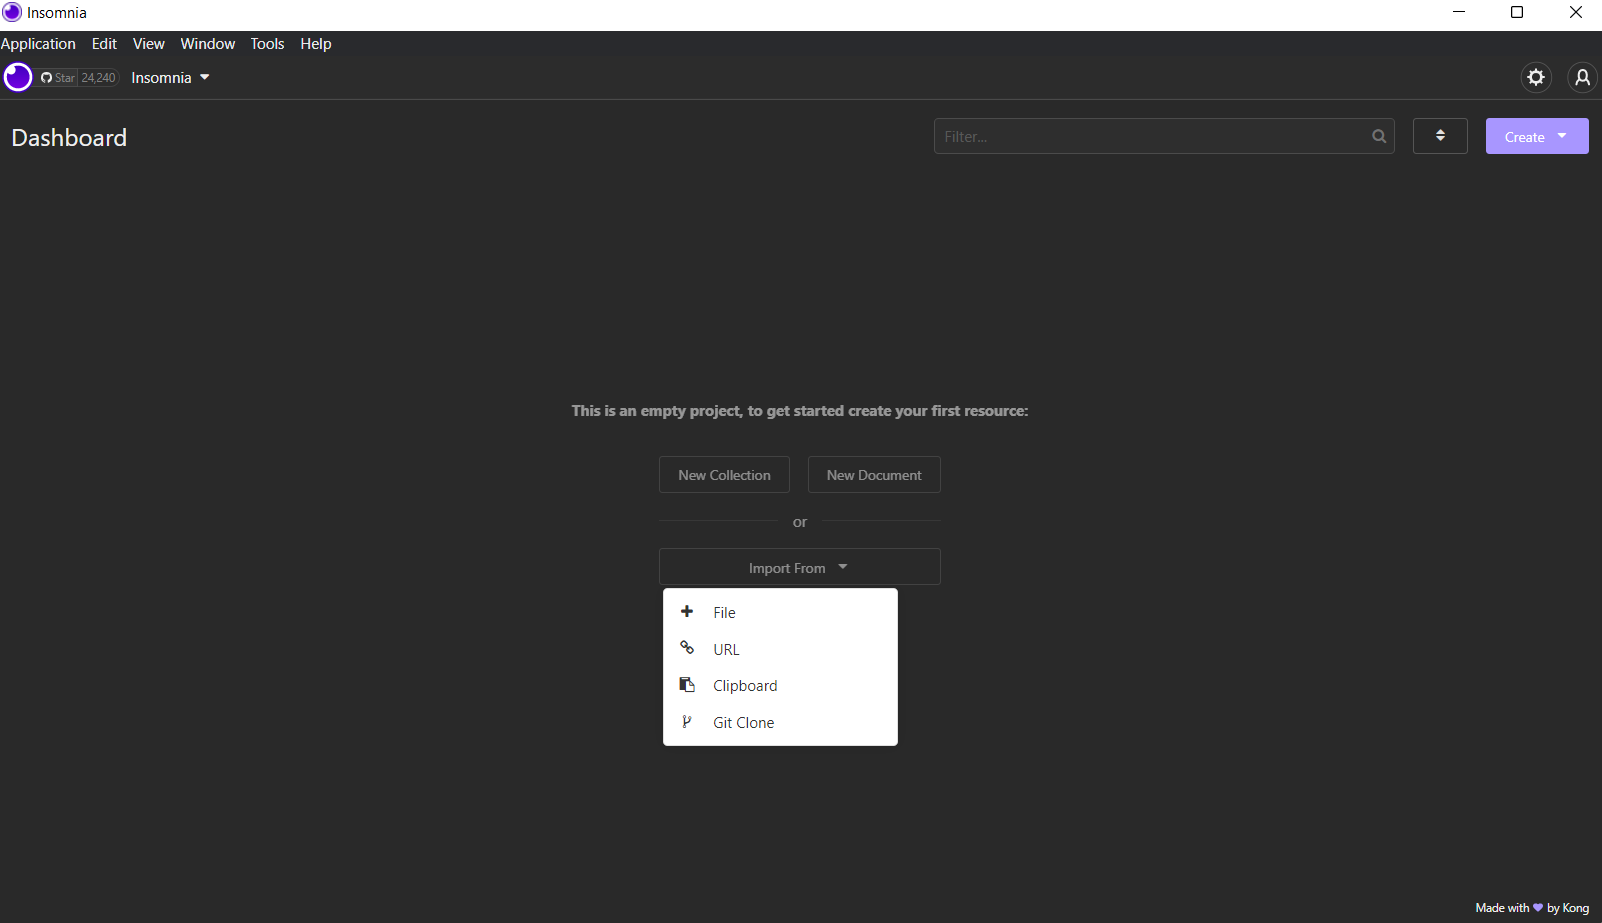 Insomnia
Application Edit View Window Tools Help
Star 24,240 Insomnia
Dashboard
Filter...
Create
This is an empty project, to get started create your first resource:
New Collection New Document
or
Import From
File
URL
Clipboard
Git Clone
Made with ♥ by Kong